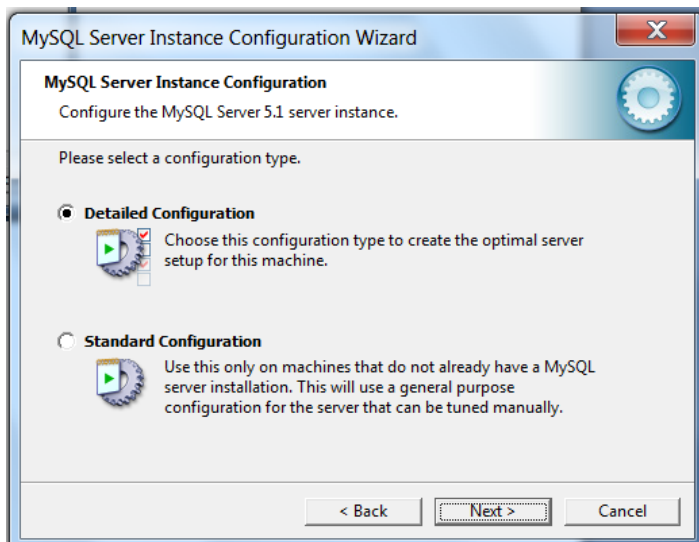 MySQL Server Instance Configuration Wizard
X
MySQL Server Instance Configuration
Configure the MySQL Server 5.1 server instance.
Please select a configuration type.
Detailed Configuration
Choose this configuration type to create the optimal server
setup for this machine.
Standard Configuration
Use this only on machines that do not already have a MySQL
server installation. This will use a general purpose
configuration for the server that can be tuned manually.
< Back
Next >
Cancel